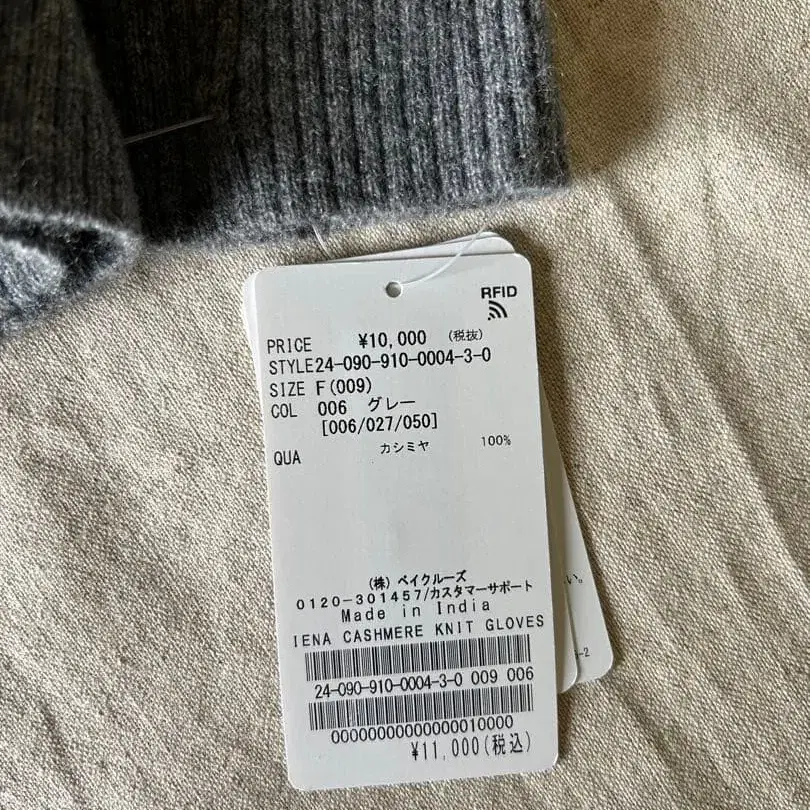 RFID
PRICE ¥10,000 (税抜)
STYLE24-090-910-0004-3-0
SIZE F(009)
COL 006 グレー
[006/027/050]
QUA カシミヤ 100%
(株) ベイクルーズ
0120-301457/カスタマーサポート
Made in India
IENA CASHMERE KNIT GLOVES
24-090-910-0004-3-0 009 006
¥11,000(税込)
い。
-2